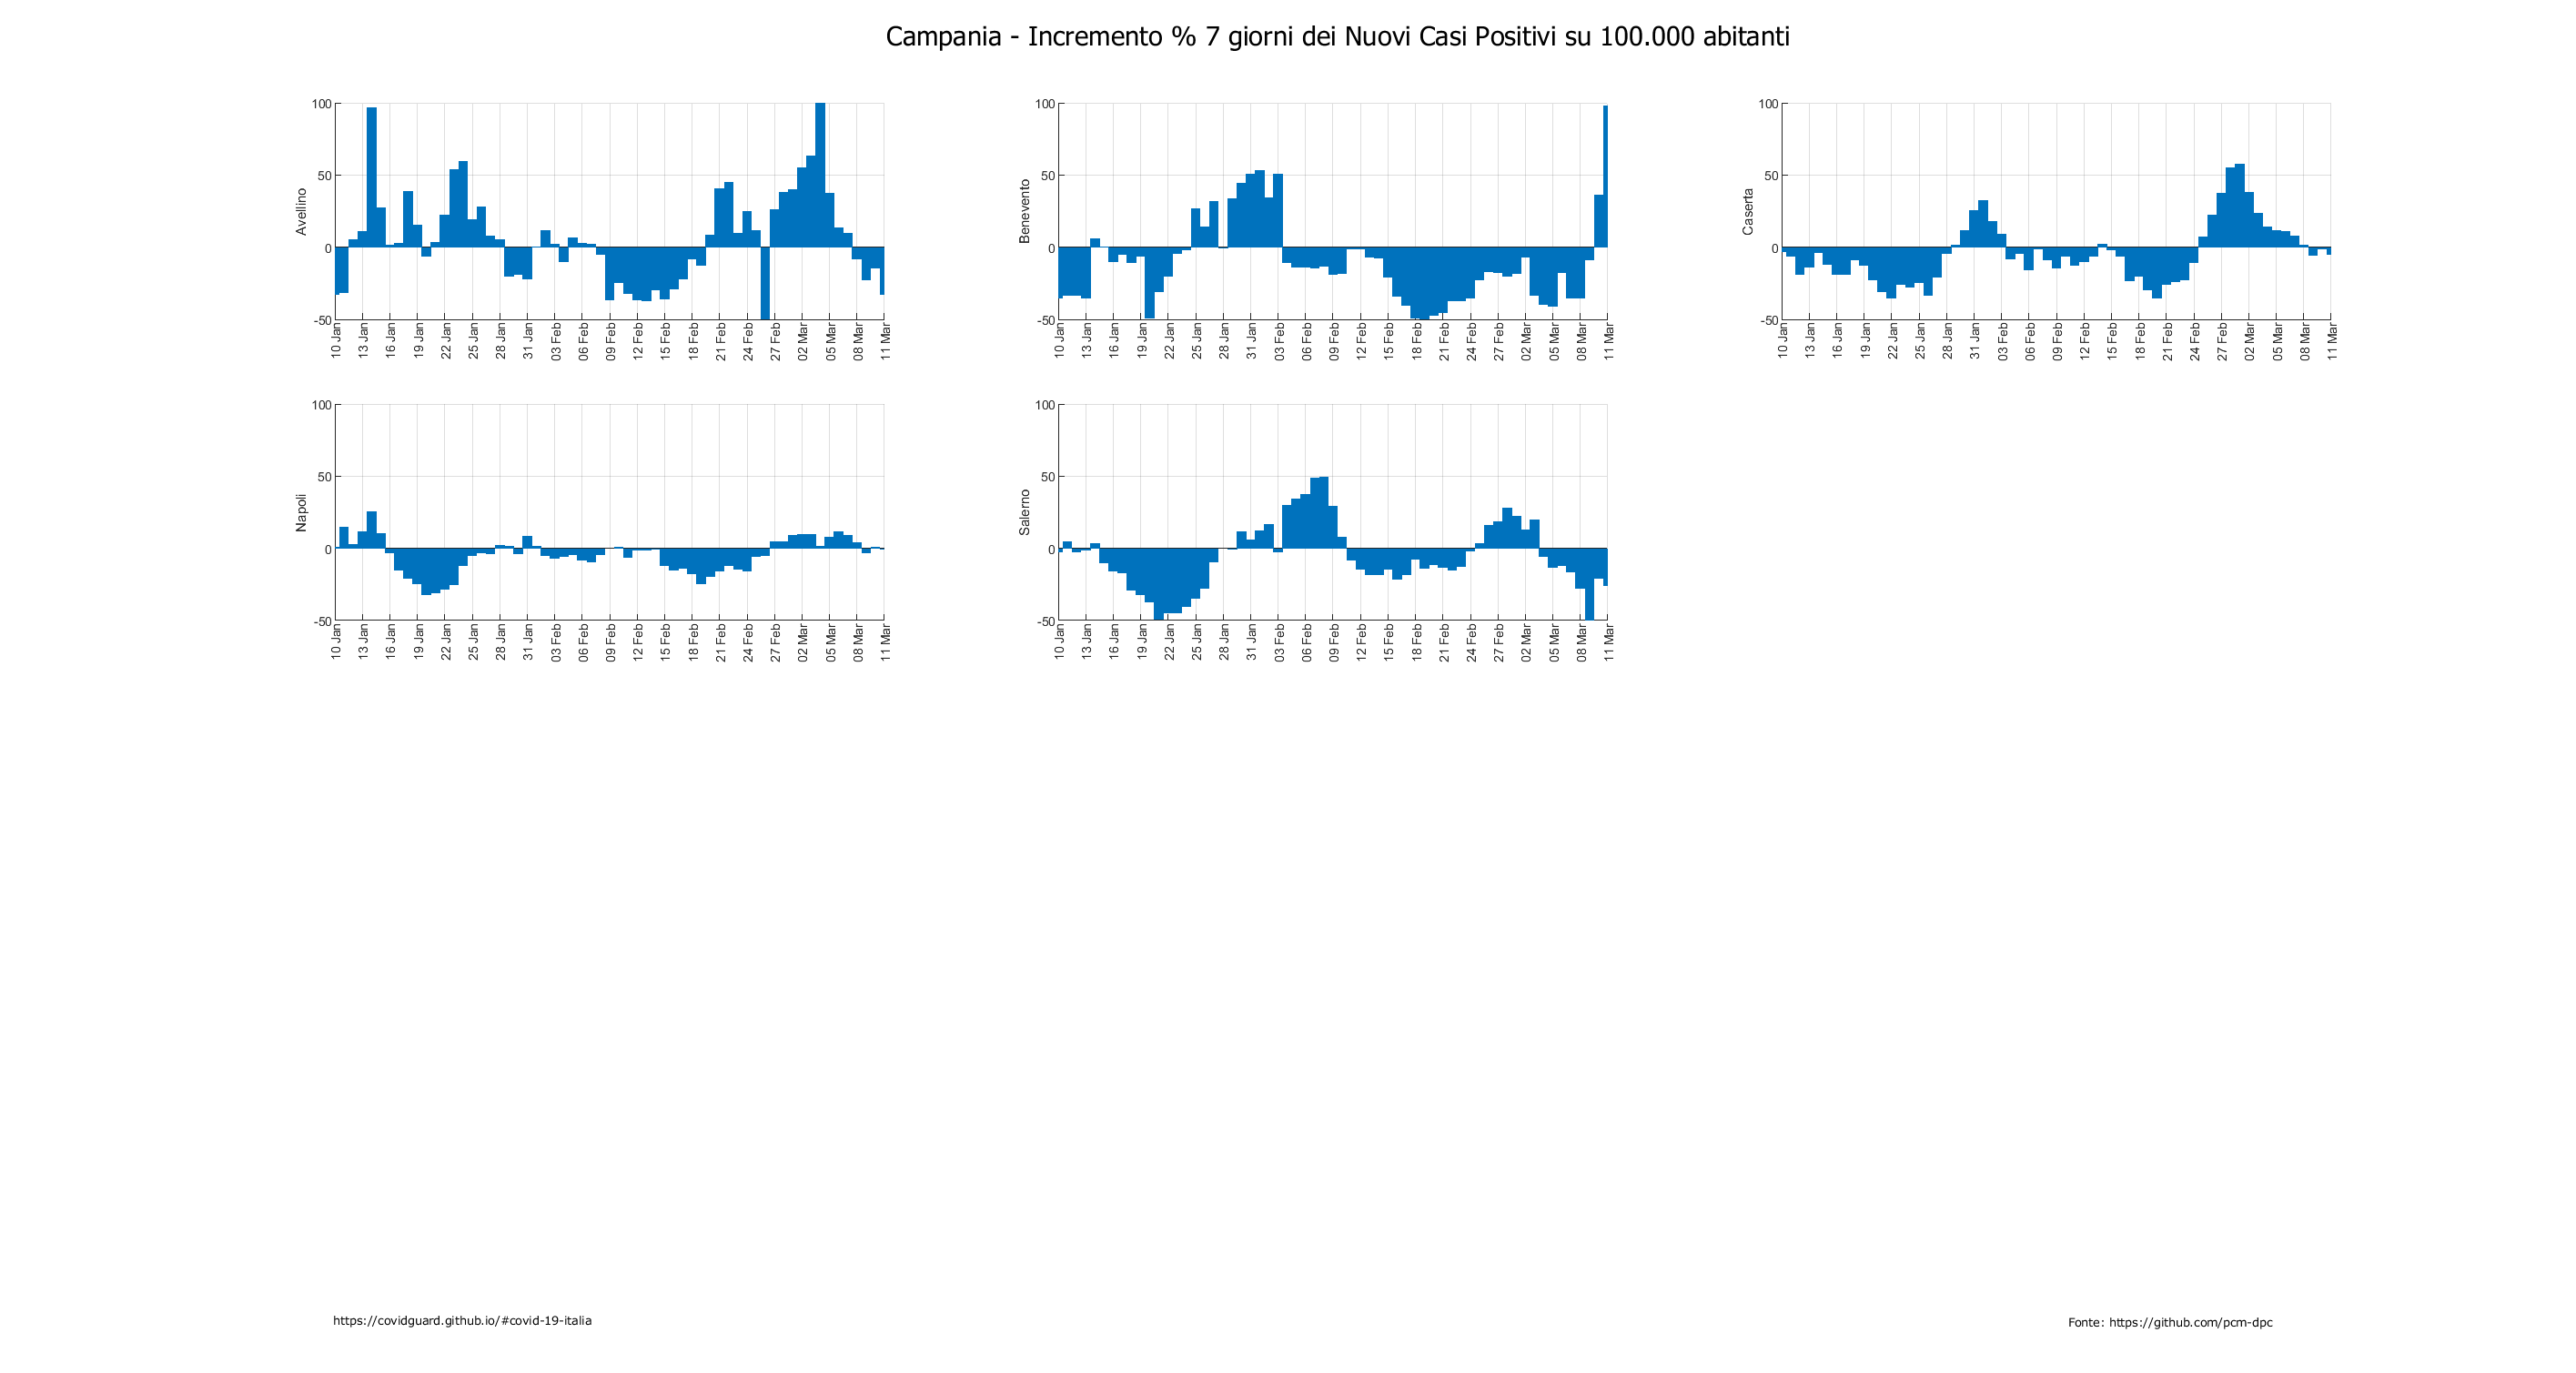 Campania - Incremento % 7 giorni dei Nuovi Casi Positivi su 100.000 abitanti
Avellino
100
50
0
-50
10 Jan 13 Jan 16 Jan 19 Jan 22 Jan 25 Jan 28 Jan 31 Jan 03 Feb 06 Feb 09 Feb 12 Feb 15 Feb 18 Feb 21 Feb 24 Feb 27 Feb 02 Mar 05 Mar 08 Mar 11 Mar
Benevento
100
50
0
-50
10 Jan 13 Jan 16 Jan 19 Jan 22 Jan 25 Jan 28 Jan 31 Jan 03 Feb 06 Feb 09 Feb 12 Feb 15 Feb 18 Feb 21 Feb 24 Feb 27 Feb 02 Mar 05 Mar 08 Mar 11 Mar
Caserta
100
50
0
-50
10 Jan 13 Jan 16 Jan 19 Jan 22 Jan 25 Jan 28 Jan 31 Jan 03 Feb 06 Feb 09 Feb 12 Feb 15 Feb 18 Feb 21 Feb 24 Feb 27 Feb 02 Mar 05 Mar 08 Mar 11 Mar
Napoli
100
50
0
-50
10 Jan 13 Jan 16 Jan 19 Jan 22 Jan 25 Jan 28 Jan 31 Jan 03 Feb 06 Feb 09 Feb 12 Feb 15 Feb 18 Feb 21 Feb 24 Feb 27 Feb 02 Mar 05 Mar 08 Mar 11 Mar
Salerno
100
50
0
-50
10 Jan 13 Jan 16 Jan 19 Jan 22 Jan 25 Jan 28 Jan 31 Jan 03 Feb 06 Feb 09 Feb 12 Feb 15 Feb 18 Feb 21 Feb 24 Feb 27 Feb 02 Mar 05 Mar 08 Mar 11 Mar
https://covidguard.github.io/#covid-19-italia
Fonte: https://github.com/pcm-dpc